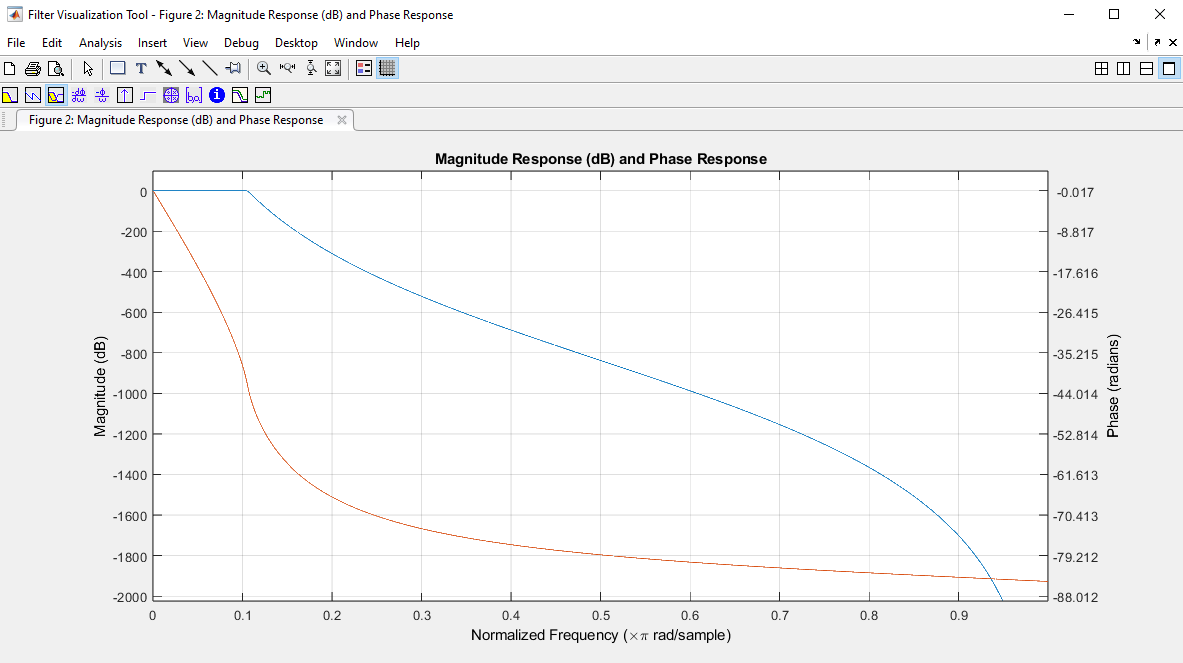 Filter Visualization Tool - Figure 2: Magnitude Response (dB) and Phase Response
File Edit Analysis Insert View Debug Desktop Window Help
T
Figure 2: Magnitude Response (dB) and Phase Response
Magnitude Response (dB) and Phase Response
0 -0.017
-200 -8.817
-400 -17.616
-600 -26.415
-800 -35.215
-1000 -44.014
-1200 -52.814
-1400 -61.613
-1600 -70.413
-1800 -79.212
-2000 -88.012
Magnitude (dB)
Phase (radians)
0 0.1 0.2 0.3 0.4 0.5 0.6 0.7 0.8 0.9
Normalized Frequency (×π rad/sample)